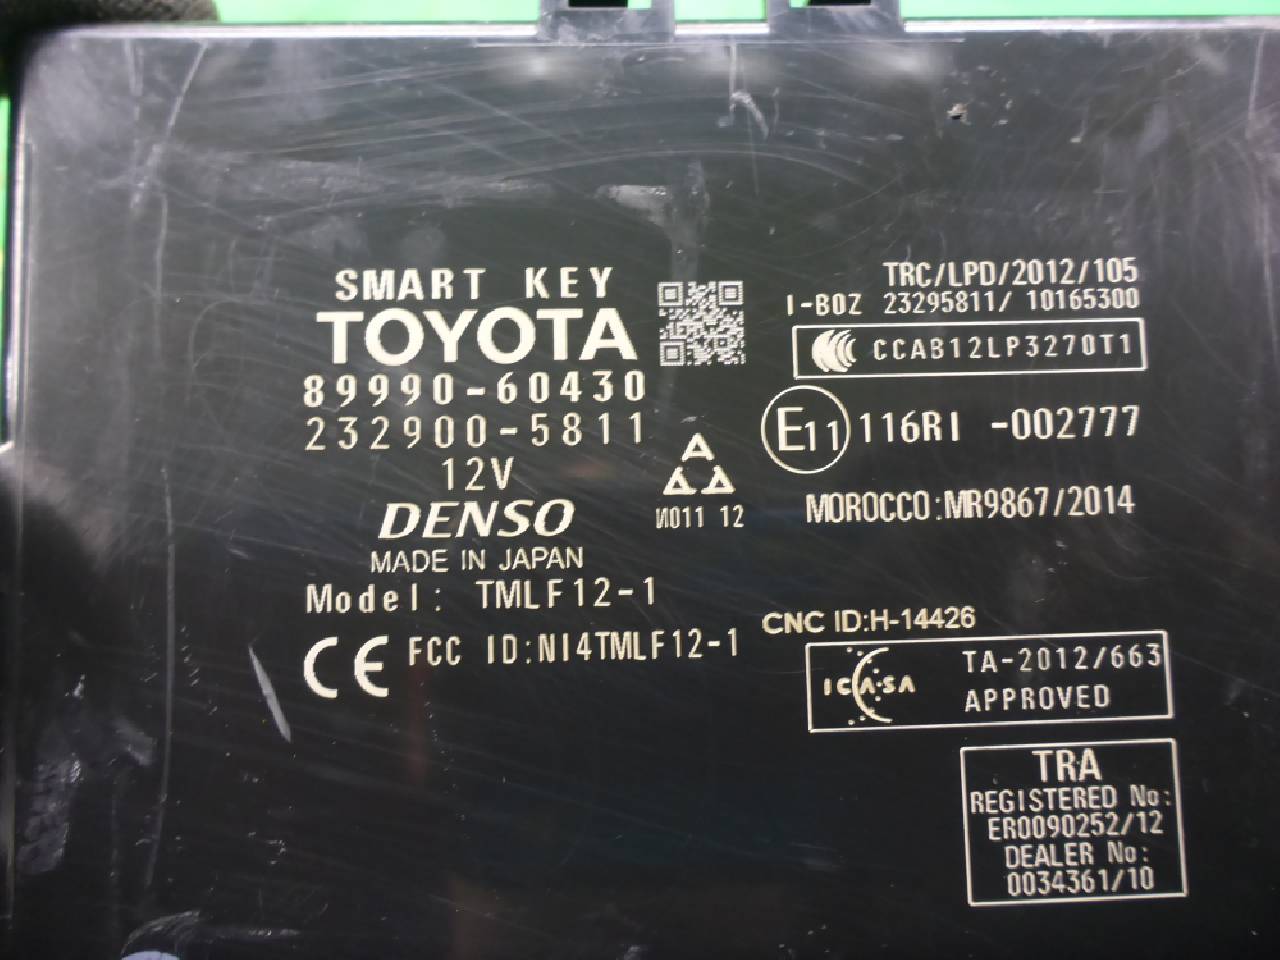 SMART KEY
TOYOTA
89990-60430
232900-5811
12V
DENSO
MADE IN JAPAN
Model: TMLF12-1
CE FCC ID:NI4TMLF12-1
И011 12
TRC/LPD/2012/105
I-BOZ 23295811/ 10165300
CCC CCAB12LP3270T1
E11 116RI -002777
MOROCCO:MR9867/2014
CNC ID:H-14426
ICASA TA-2012/663
APPROVED
TRA
REGISTERED No:
ER0090252/12
DEALER No:
0034361/10